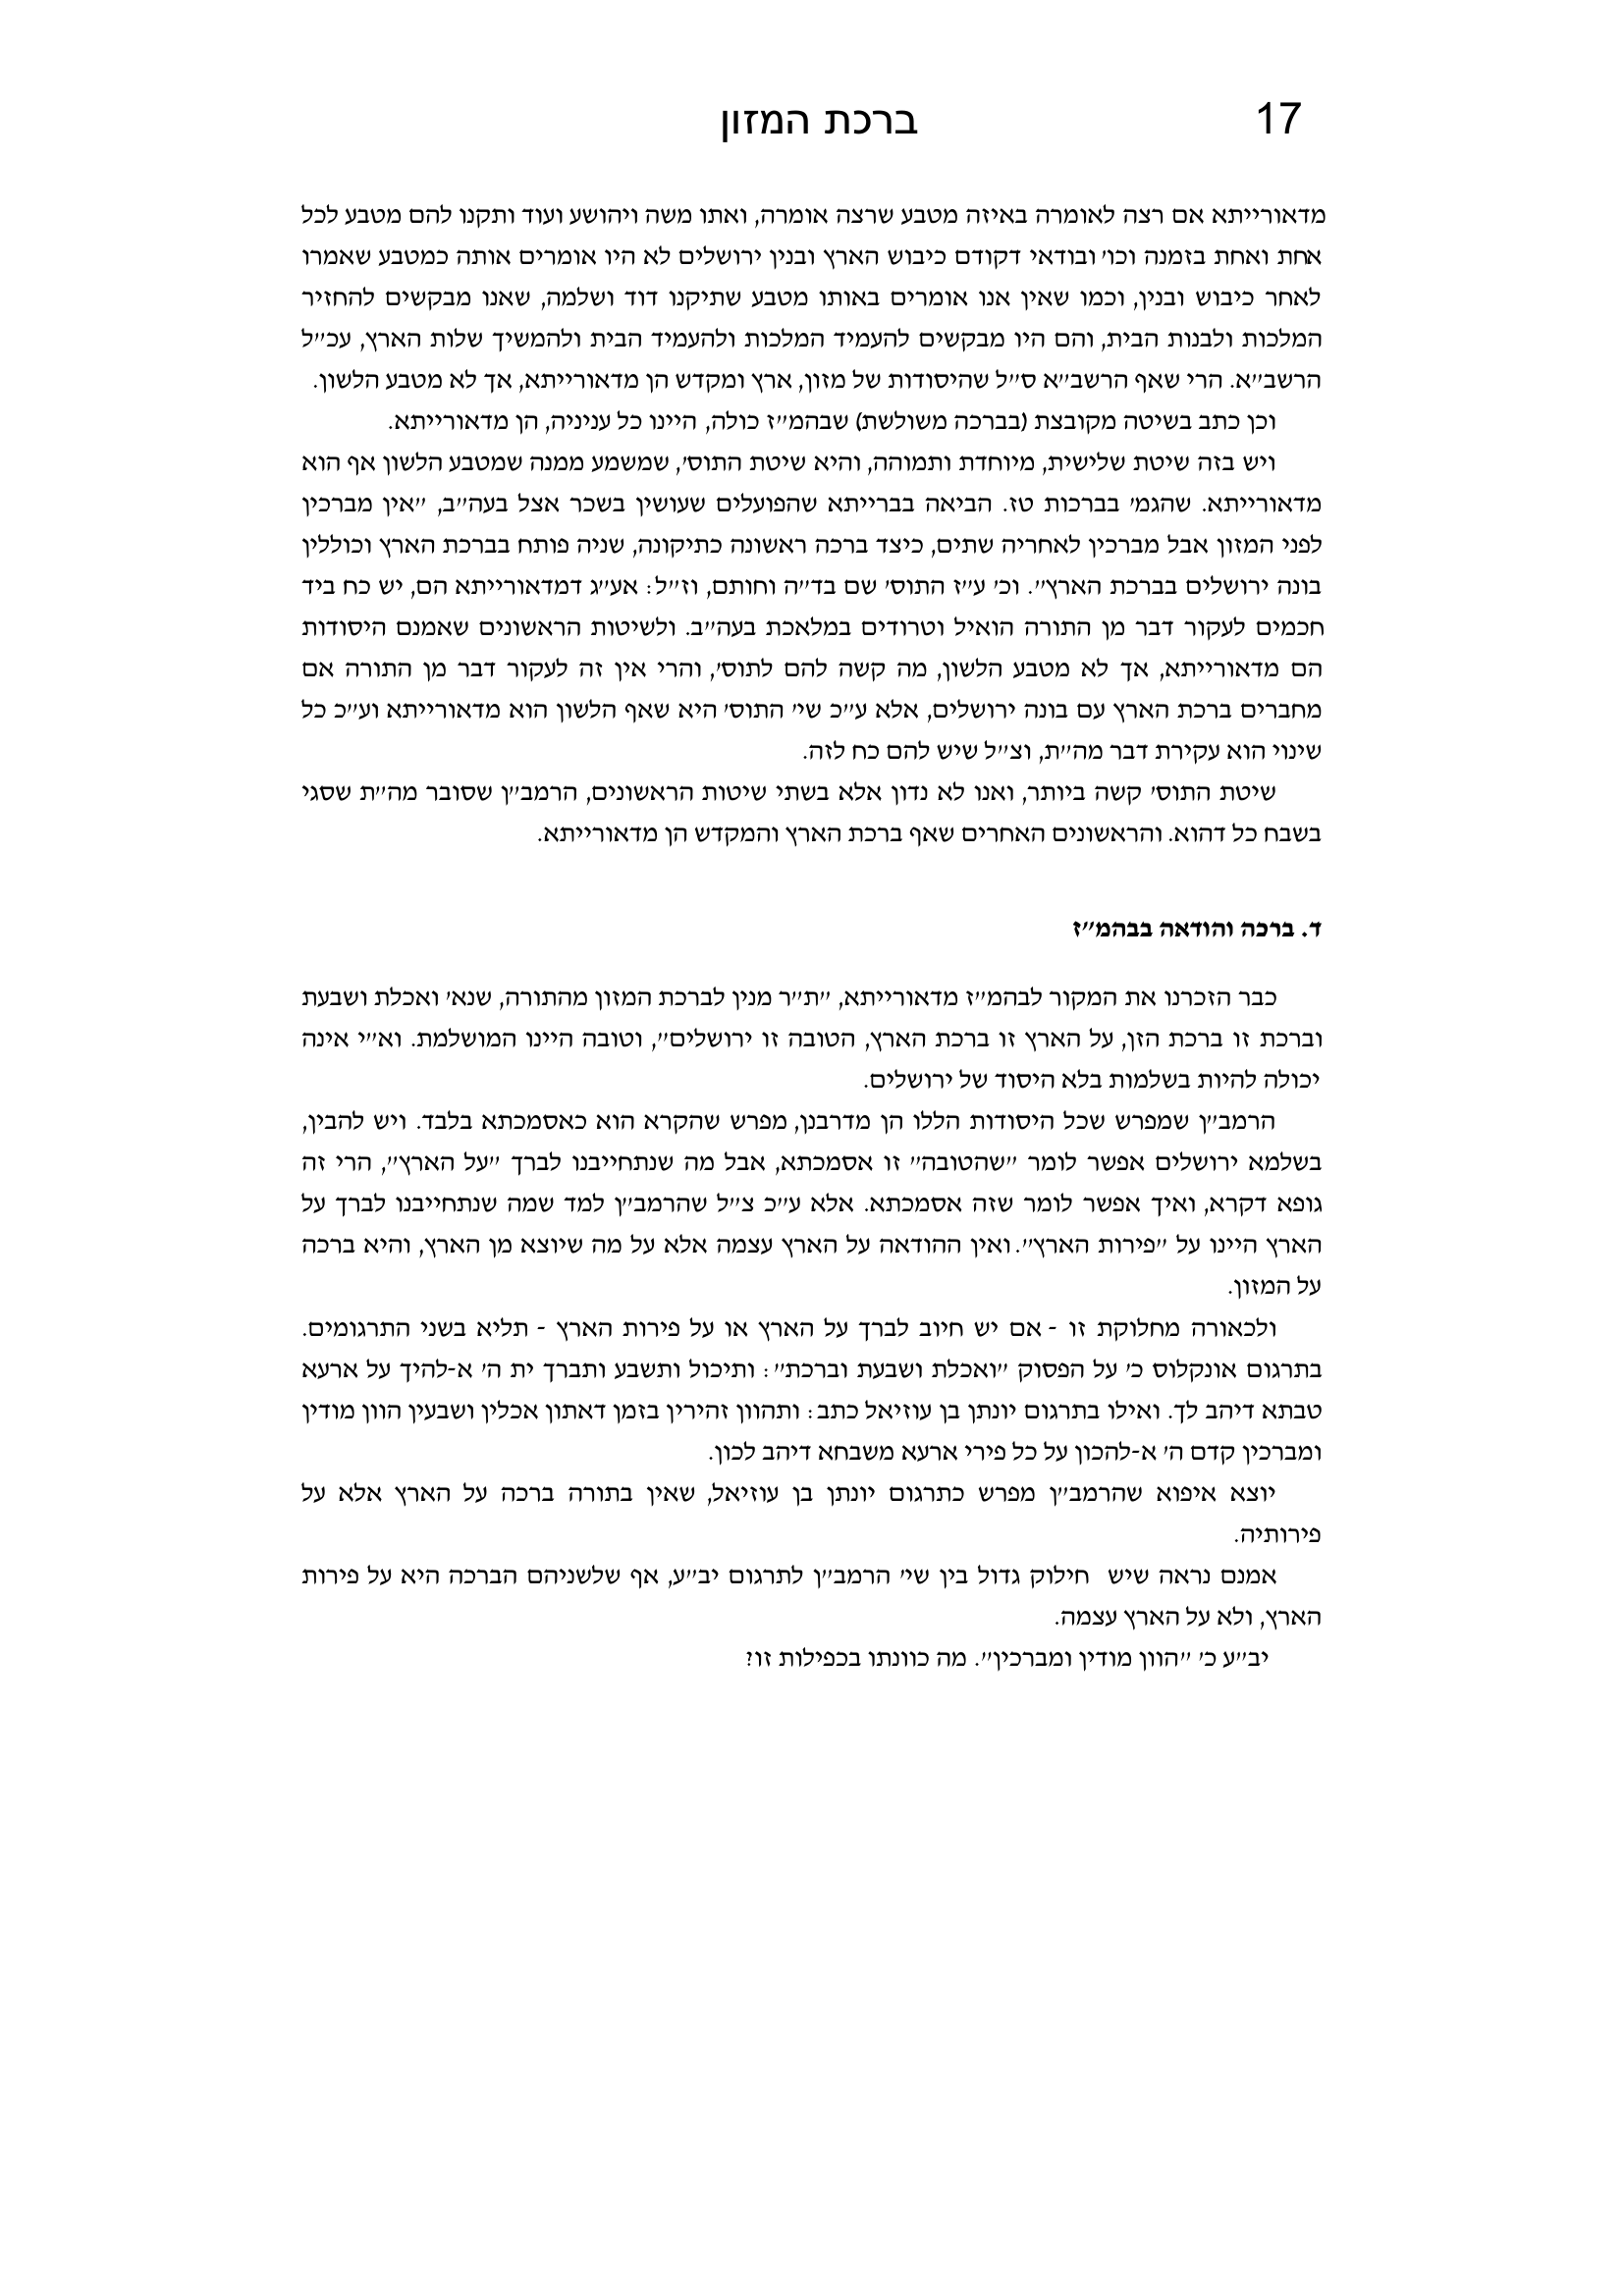 17 ברכת המזון
מדאורייתא אם רצה לאומרה באיזה מטבע שרצה אומרה, ואתו משה ויהושע ועוד ותקנו להם מטבע לכל
אחת ואחת בזמנה וכו׳ ובודאי דקודם כיבוש הארץ ובנין ירושלים לא היו אומרים אותה כמטבע שאמרו
לאחר כיבוש ובנין, וכמו שאין אנו אומרים באותו מטבע שתיקנו דוד ושלמה, שאנו מבקשים להחזיר
המלכות ולבנות הבית, והם היו מבקשים להעמיד המלכות ולהעמיד הבית ולהמשיך שלות הארץ, עכ״ל
הרשב״א. הרי שאף הרשב״א ס״ל שהיסודות של מזון, ארץ ומקדש הן מדאורייתא, אך לא מטבע הלשון.
וכן כתב בשיטה מקובצת (בברכה משולשת) שבהמ״ז כולה, היינו כל עניניה, הן מדאורייתא.
ויש בזה שיטת שלישית, מיוחדת ותמוהה, והיא שיטת התוס׳, שמשמע ממנה שמטבע הלשון אף הוא
מדאורייתא. שהגמ׳ בברכות טז. הביאה בברייתא שהפועלים שעושין בשכר אצל בעה״ב, ״אין מברכין
לפני המזון אבל מברכין לאחריה שתים, כיצד ברכה ראשונה כתיקונה, שניה פותח בברכת הארץ וכוללין
בונה ירושלים בברכת הארץ״. וכ׳ ע״ז התוס׳ שם בד״ה וחותם, וז״ל: אע״ג דמדאורייתא הם, יש כח ביד
חכמים לעקור דבר מן התורה הואיל וטרודים במלאכת בעה״ב. ולשיטות הראשונים שאמנם היסודות
הם מדאורייתא, אך לא מטבע הלשון, מה קשה להם לתוס׳, והרי אין זה לעקור דבר מן התורה אם
מחברים ברכת הארץ עם בונה ירושלים, אלא ע״כ שי׳ התוס׳ היא שאף הלשון הוא מדאורייתא וע״כ כל
שינוי הוא עקירת דבר מה״ת, וצ״ל שיש להם כח לזה.
שיטת התוס׳ קשה ביותר, ואנו לא נדון אלא בשתי שיטות הראשונים, הרמב״ן שסובר מה״ת שסגי
בשבח כל דהוא. והראשונים האחרים שאף ברכת הארץ והמקדש הן מדאורייתא.
ד. ברכה והודאה בבהמ״ז
כבר הזכרנו את המקור לבהמ״ז מדאורייתא, ״ת״ר מנין לברכת המזון מהתורה, שנא׳ ואכלת ושבעת
וברכת זו ברכת הזן, על הארץ זו ברכת הארץ, הטובה זו ירושלים״, וטובה היינו המושלמת. וא״י אינה
יכולה להיות בשלמות בלא היסוד של ירושלים.
הרמב״ן שמפרש שכל היסודות הללו הן מדרבנן, מפרש שהקרא הוא כאסמכתא בלבד. ויש להבין,
בשלמא ירושלים אפשר לומר ״שהטובה״ זו אסמכתא, אבל מה שנתחייבנו לברך ״על הארץ״, הרי זה
גופא דקרא, ואיך אפשר לומר שזה אסמכתא. אלא ע״כ צ״ל שהרמב״ן למד שמה שנתחייבנו לברך על
הארץ היינו על ״פירות הארץ״. ואין ההודאה על הארץ עצמה אלא על מה שיוצא מן הארץ, והיא ברכה
על המזון.
ולכאורה מחלוקת זו - אם יש חיוב לברך על הארץ או על פירות הארץ - תליא בשני התרגומים.
בתרגום אונקלוס כ׳ על הפסוק ״ואכלת ושבעת וברכת״: ותיכול ותשבע ותברך ית ה׳ א-להיך על ארעא
טבתא דיהב לך. ואילו בתרגום יונתן בן עוזיאל כתב: ותהוון זהירין בזמן דאתון אכלין ושבעין הוון מודין
ומברכין קדם ה׳ א-להכון על כל פירי ארעא משבחא דיהב לכון.
יוצא איפוא שהרמב״ן מפרש כתרגום יונתן בן עוזיאל, שאין בתורה ברכה על הארץ אלא על
פירותיה.
אמנם נראה שיש חילוק גדול בין שי׳ הרמב״ן לתרגום יב״ע, אף שלשניהם הברכה היא על פירות
הארץ, ולא על הארץ עצמה.
יב״ע כ׳ ״הוון מודין ומברכין״. מה כוונתו בכפילות זו?